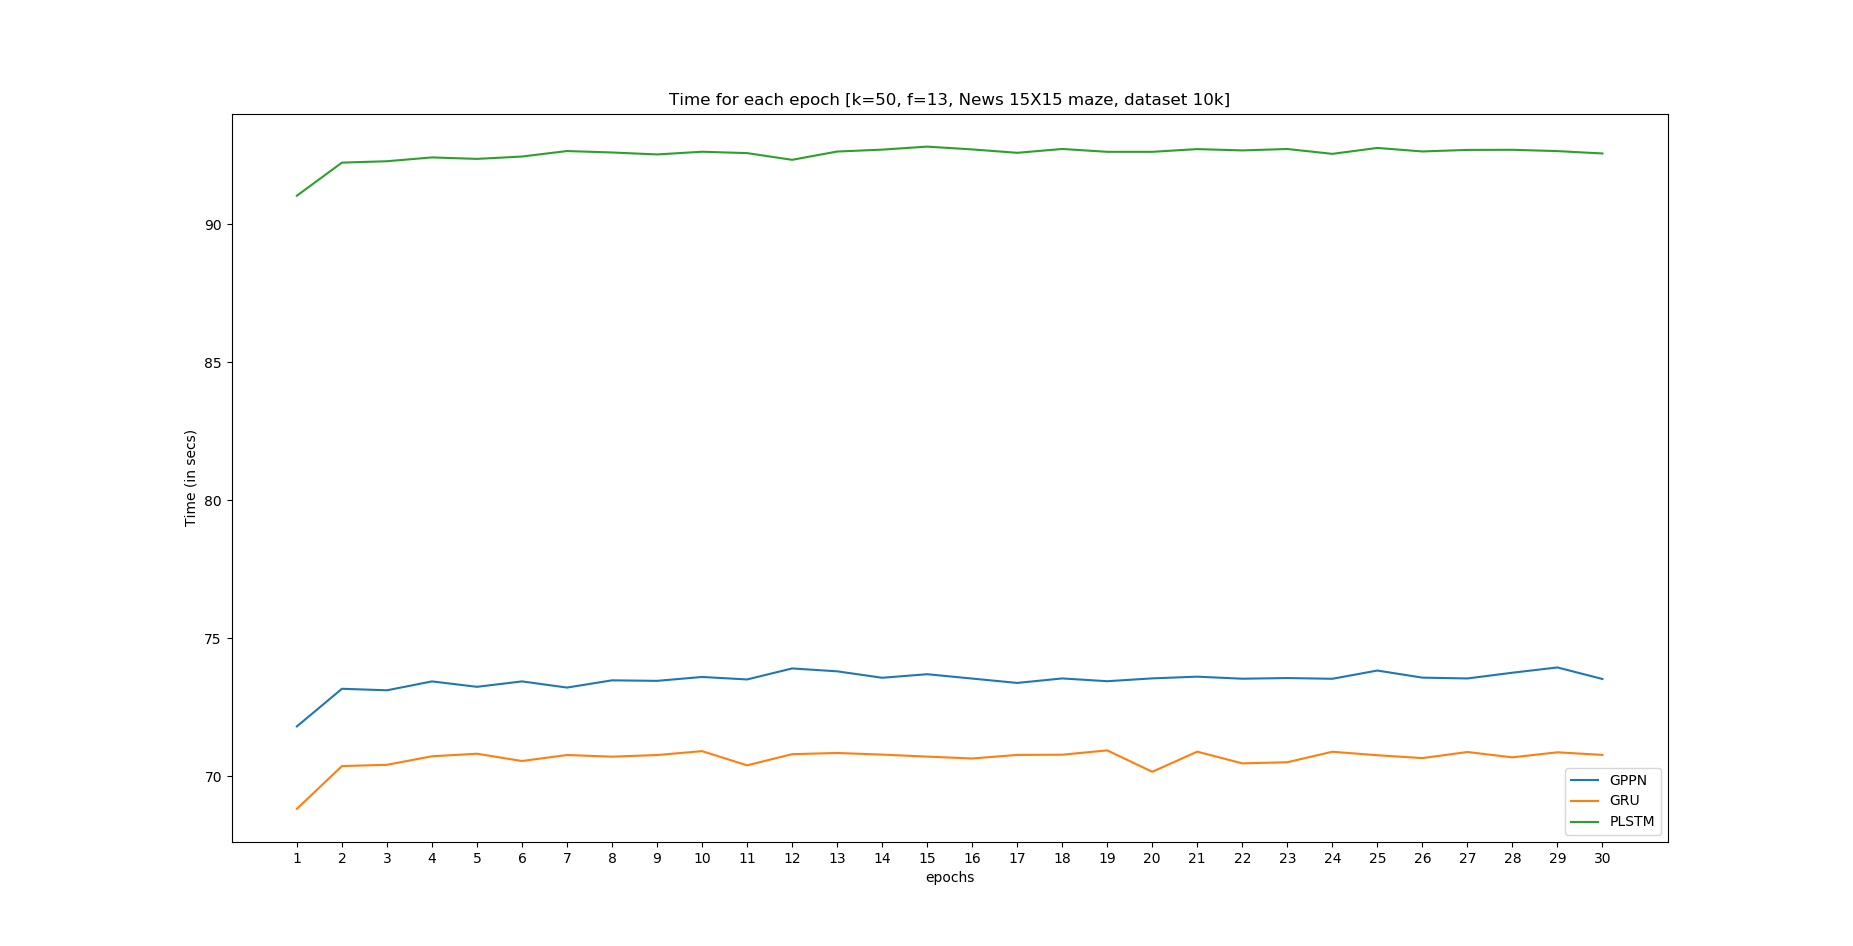 Time for each epoch [k=50, f=13, News 15X15 maze, dataset 10k]
Time (in secs)
90
85
80
75
70
GPPN
GRU
PLSTM
1 2 3 4 5 6 7 8 9 10 11 12 13 14 15 16 17 18 19 20 21 22 23 24 25 26 27 28 29 30
epochs